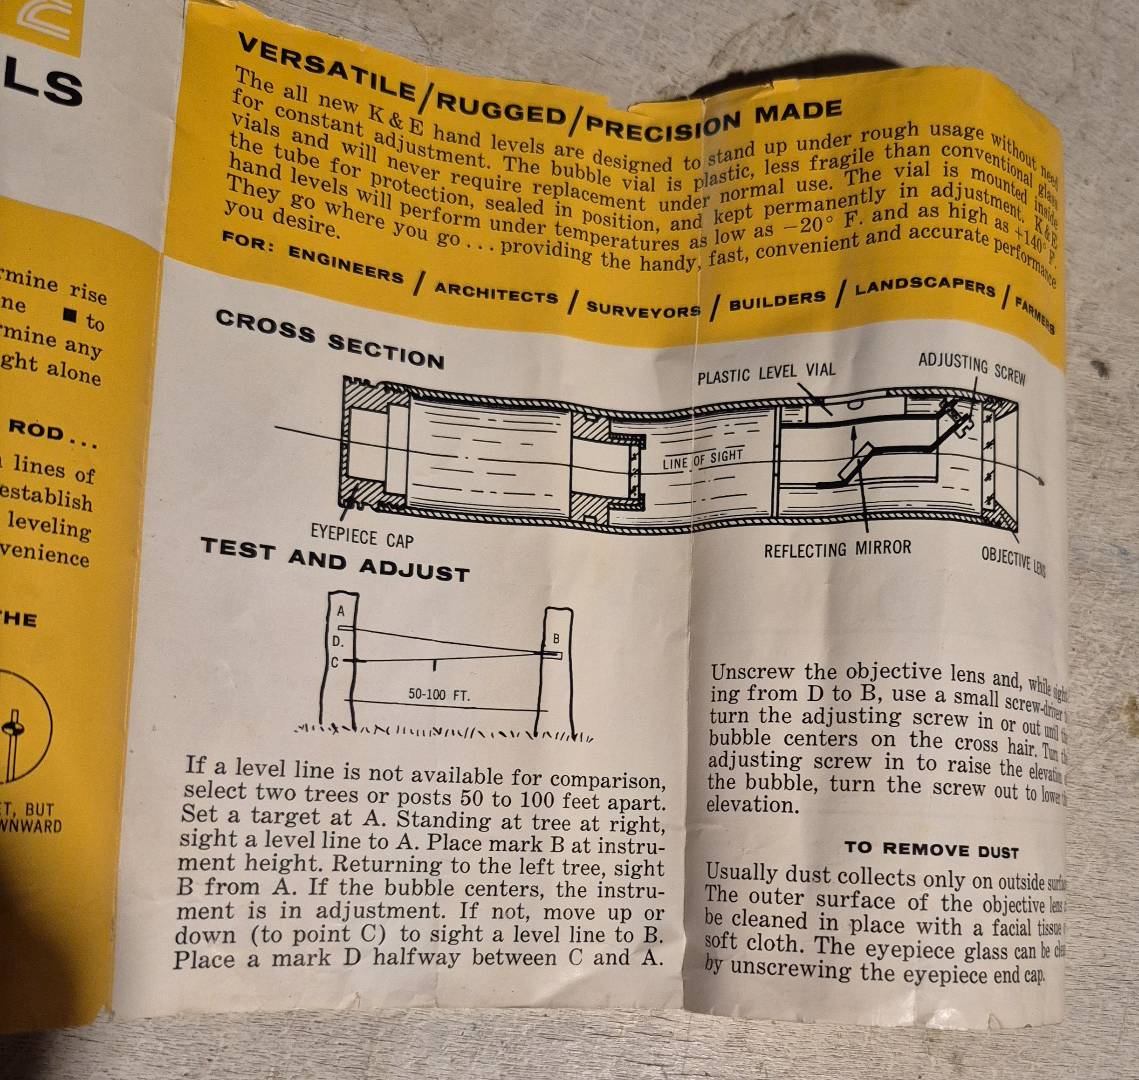 LS
rmine rise
ne ■ to
rmine any
ght alone
ROD...
lines of
establish
leveling
venience
HE
ET, BUT
WNWARD
VERSATILE/RUGGED/PRECISION MADE
The all new K & E hand levels are designed to stand up under rough usage without need
for constant adjustment. The bubble vial is plastic, less fragile than conventional glass
vials and will never require replacement under normal use. The vial is mounted inside
the tube for protection, sealed in position, and kept permanently in adjustment. K & E
hand levels will perform under temperatures as low as −20° F. and as high as +140° F.
They go where you go... providing the handy, fast, convenient and accurate performance
you desire.
FOR: ENGINEERS / ARCHITECTS / SURVEYORS / BUILDERS / LANDSCAPERS / FARMERS
CROSS SECTION
PLASTIC LEVEL VIAL
ADJUSTING SCREW
LINE OF SIGHT
EYEPIECE CAP
REFLECTING MIRROR
OBJECTIVE LENS
TEST AND ADJUST
A
D.
C
B
50-100 FT.
If a level line is not available for comparison,
select two trees or posts 50 to 100 feet apart.
Set a target at A. Standing at tree at right,
sight a level line to A. Place mark B at instru-
ment height. Returning to the left tree, sight
B from A. If the bubble centers, the instru-
ment is in adjustment. If not, move up or
down (to point C) to sight a level line to B.
Place a mark D halfway between C and A.
Unscrew the objective lens and, while sight-
ing from D to B, use a small screw-driver
turn the adjusting screw in or out until
bubble centers on the cross hair. Turn
adjusting screw in to raise the elevation
the bubble, turn the screw out to lower
elevation.
TO REMOVE DUST
Usually dust collects only on outside
The outer surface of the objective lens
be cleaned in place with a facial tissue
soft cloth. The eyepiece glass can be
by unscrewing the eyepiece end cap.